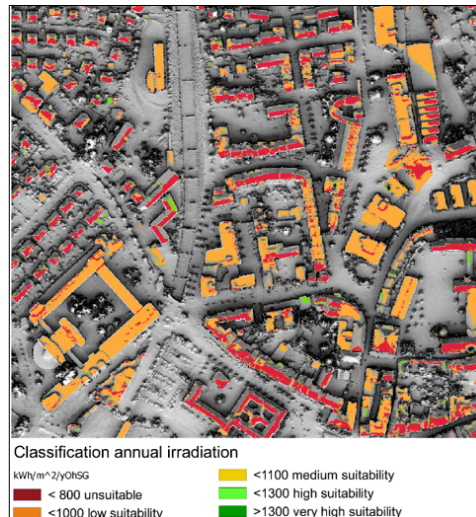 Classification annual irradiation
kWh/m^2/yOhSG
< 800 unsuitable
<1000 low suitability
<1100 medium suitability
<1300 high suitability
>1300 very high suitability